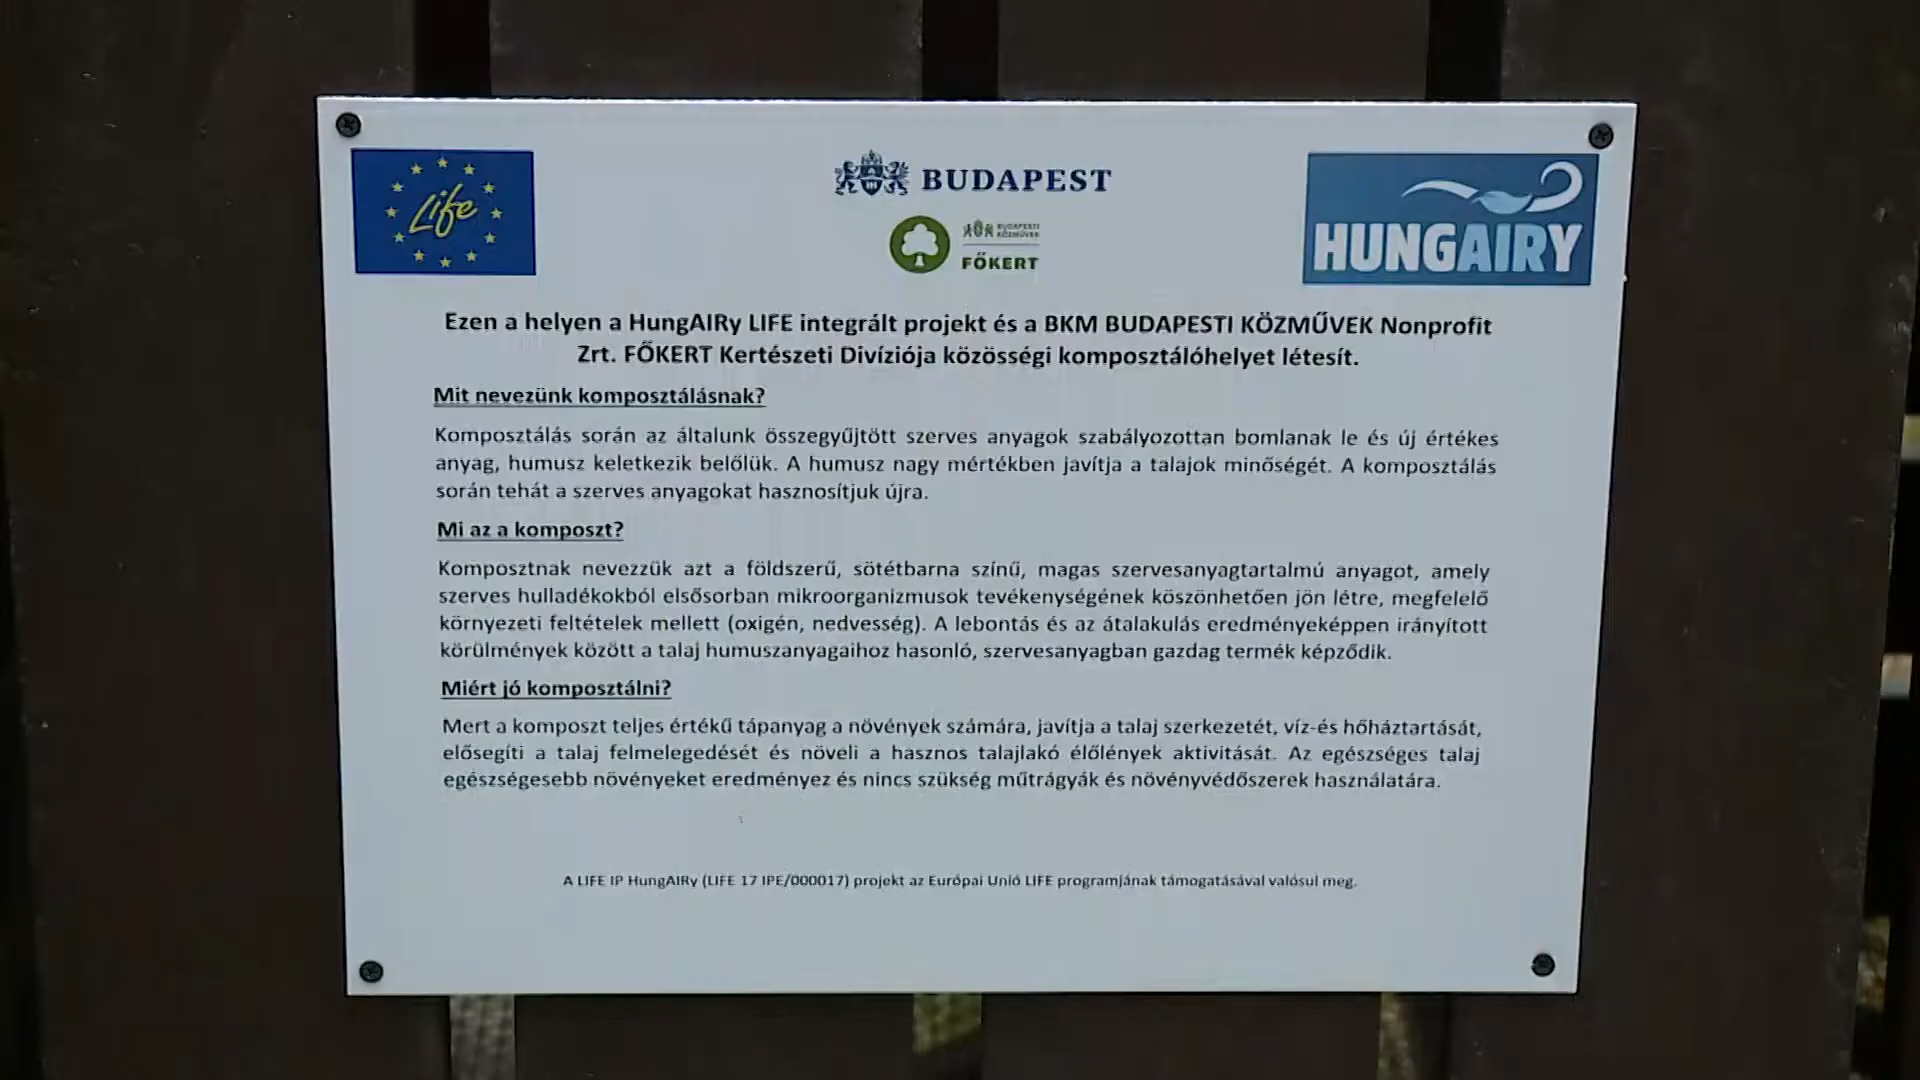 Life
BUDAPEST
BUDAPESTI
KÖZMŰVEK
FŐKERT
HUNGAIRY
Ezen a helyen a HungAIRy LIFE integrált projekt és a BKM BUDAPESTI KÖZMŰVEK Nonprofit
Zrt. FŐKERT Kertészeti Divíziója közösségi komposztálóhelyet létesít.
Mit nevezünk komposztálásnak?
Komposztálás során az általunk összegyűjtött szerves anyagok szabályozottan bomlanak le és új értékes
anyag, humusz keletkezik belőlük. A humusz nagy mértékben javítja a talajok minőségét. A komposztálás
során tehát a szerves anyagokat hasznosítjuk újra.
Mi az a komposzt?
Komposztnak nevezzük azt a földszerű, sötétbarna színű, magas szervesanyagtartalmú anyagot, amely
szerves hulladékokból elsősorban mikroorganizmusok tevékenységének köszönhetően jön létre, megfelelő
környezeti feltételek mellett (oxigén, nedvesség). A lebontás és az átalakulás eredményeképpen irányított
körülmények között a talaj humuszanyagaihoz hasonló, szervesanyagban gazdag termék képződik.
Miért jó komposztálni?
Mert a komposzt teljes értékű tápanyag a növények számára, javítja a talaj szerkezetét, víz-és hőháztartását,
elősegíti a talaj felmelegedését és növeli a hasznos talajlakó élőlények aktivitását. Az egészséges talaj
egészségesebb növényeket eredményez és nincs szükség műtrágyák és növényvédőszerek használatára.
A LIFE IP HungAIRy (LIFE 17 IPE/000017) projekt az Európai Unió LIFE programjának támogatásával valósul meg.